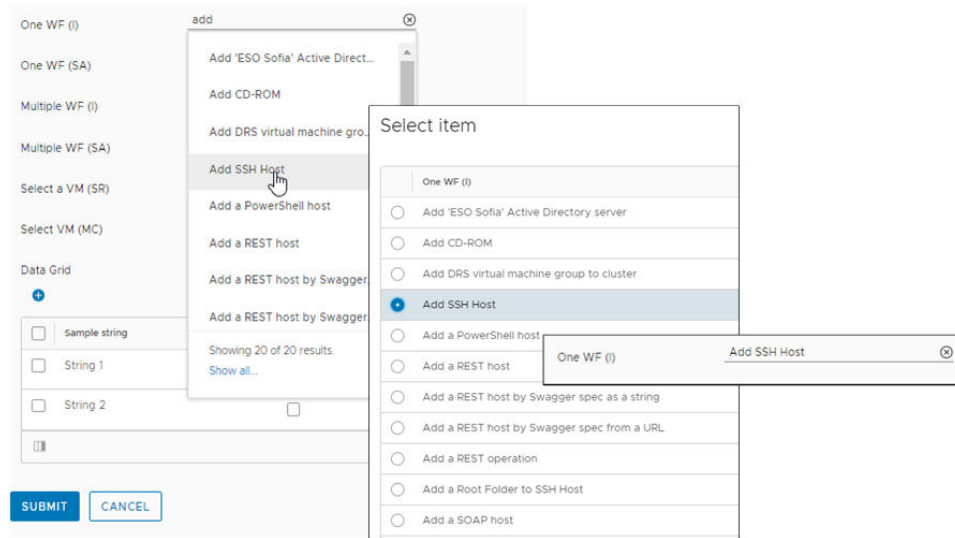 One WF (I)
add
One WF (SA)
Multiple WF (I)
Multiple WF (SA)
Select a VM (SR)
Select VM (MC)
Data Grid
Sample string
String 1
String 2
SUBMIT
CANCEL
Add 'ESO Sofia' Active Direct...
Add CD-ROM
Add DRS virtual machine gro...
Add SSH Host
Add a PowerShell host
Add a REST host
Add a REST host by Swagger
Add a REST host by Swagger
Showing 20 of 20 results.
Show all...
Select item
One WF (I)
Add 'ESO Sofia' Active Directory server
Add CD-ROM
Add DRS virtual machine group to cluster
Add SSH Host
Add a PowerShell host
Add a REST host
Add a REST host by Swagger spec as a string
Add a REST host by Swagger spec from a URL
Add a REST operation
Add a Root Folder to SSH Host
Add a SOAP host
One WF (I)
Add SSH Host